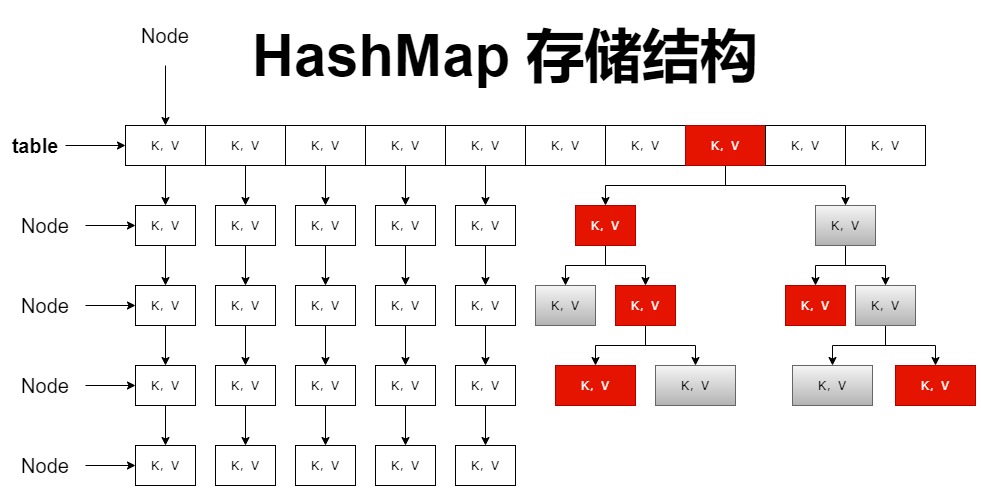 Node
HashMap 存储结构
table K, V K, V K, V K, V K, V K, V K, V K, V K, V K, V
Node K, V K, V K, V K, V K, V K, V K, V
Node K, V K, V K, V K, V K, V K, V K, V K, V K, V
Node K, V K, V K, V K, V K, V K, V K, V K, V K, V
Node K, V K, V K, V K, V K, V